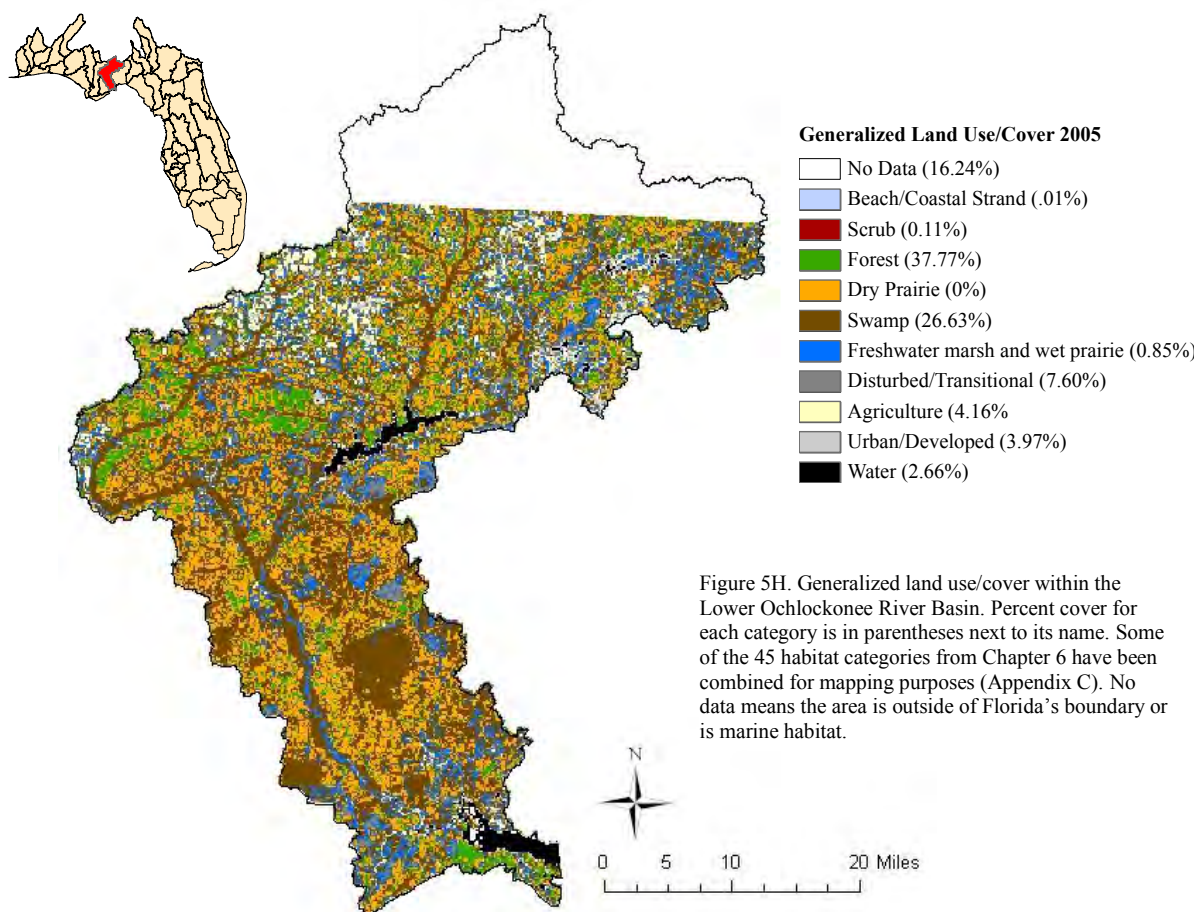 Generalized Land Use/Cover 2005
No Data (16.24%)
Beach/Coastal Strand (.01%)
Scrub (0.11%)
Forest (37.77%)
Dry Prairie (0%)
Swamp (26.63%)
Freshwater marsh and wet prairie (0.85%)
Disturbed/Transitional (7.60%)
Agriculture (4.16%
Urban/Developed (3.97%)
Water (2.66%)
Figure 5H. Generalized land use/cover within the
Lower Ochlockonee River Basin. Percent cover for
each category is in parentheses next to its name. Some
of the 45 habitat categories from Chapter 6 have been
combined for mapping purposes (Appendix C). No
data means the area is outside of Florida’s boundary or
is marine habitat.
N
0 5 10 20 Miles